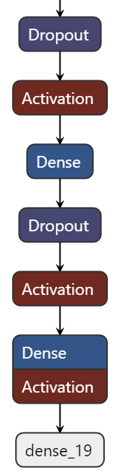 Dropout
Activation
Dense
Dropout
Activation
Dense
Activation
dense_19